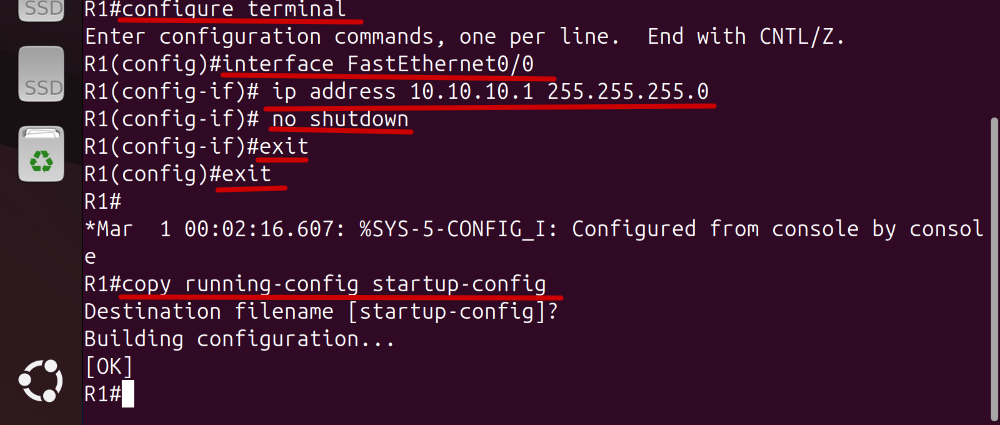 SSD
R1#configure terminal
Enter configuration commands, one per line.  End with CNTL/Z.
R1(config)#interface FastEthernet0/0
R1(config-if)# ip address 10.10.10.1 255.255.255.0
R1(config-if)# no shutdown
R1(config-if)#exit
R1(config)#exit
R1#
*Mar  1 00:02:16.607: %SYS-5-CONFIG_I: Configured from console by consol
e
R1#copy running-config startup-config
Destination filename [startup-config]?
Building configuration...
[OK]
R1#
SSD